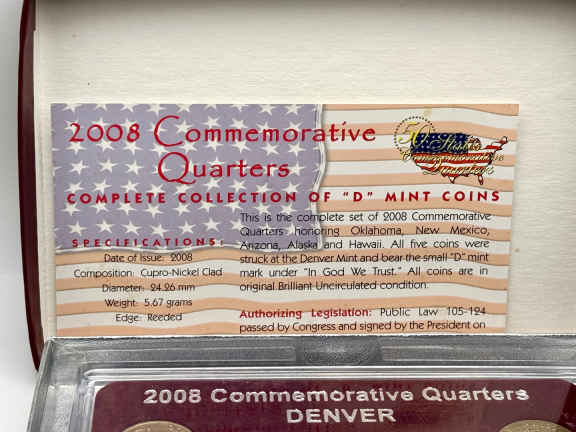 2008 Commemorative
Quarters
50 States
Commemorative
Quarters
COMPLETE COLLECTION OF "D" MINT COINS
SPECIFICATIONS:
Date of Issue: 2008
Composition: Cupro-Nickel Clad
Diameter: 24.26 mm
Weight: 5.67 grams
Edge: Reeded
This is the complete set of 2008 Commemorative
Quarters honoring Oklahoma, New Mexico,
Arizona, Alaska and Hawaii. All five coins were
struck at the Denver Mint and bear the small "D" mint
mark under "In God We Trust." All coins are in
original Brilliant Uncirculated condition.
Authorizing Legislation: Public Law 105-124
passed by Congress and signed by the President on
2008 Commemorative Quarters
DENVER